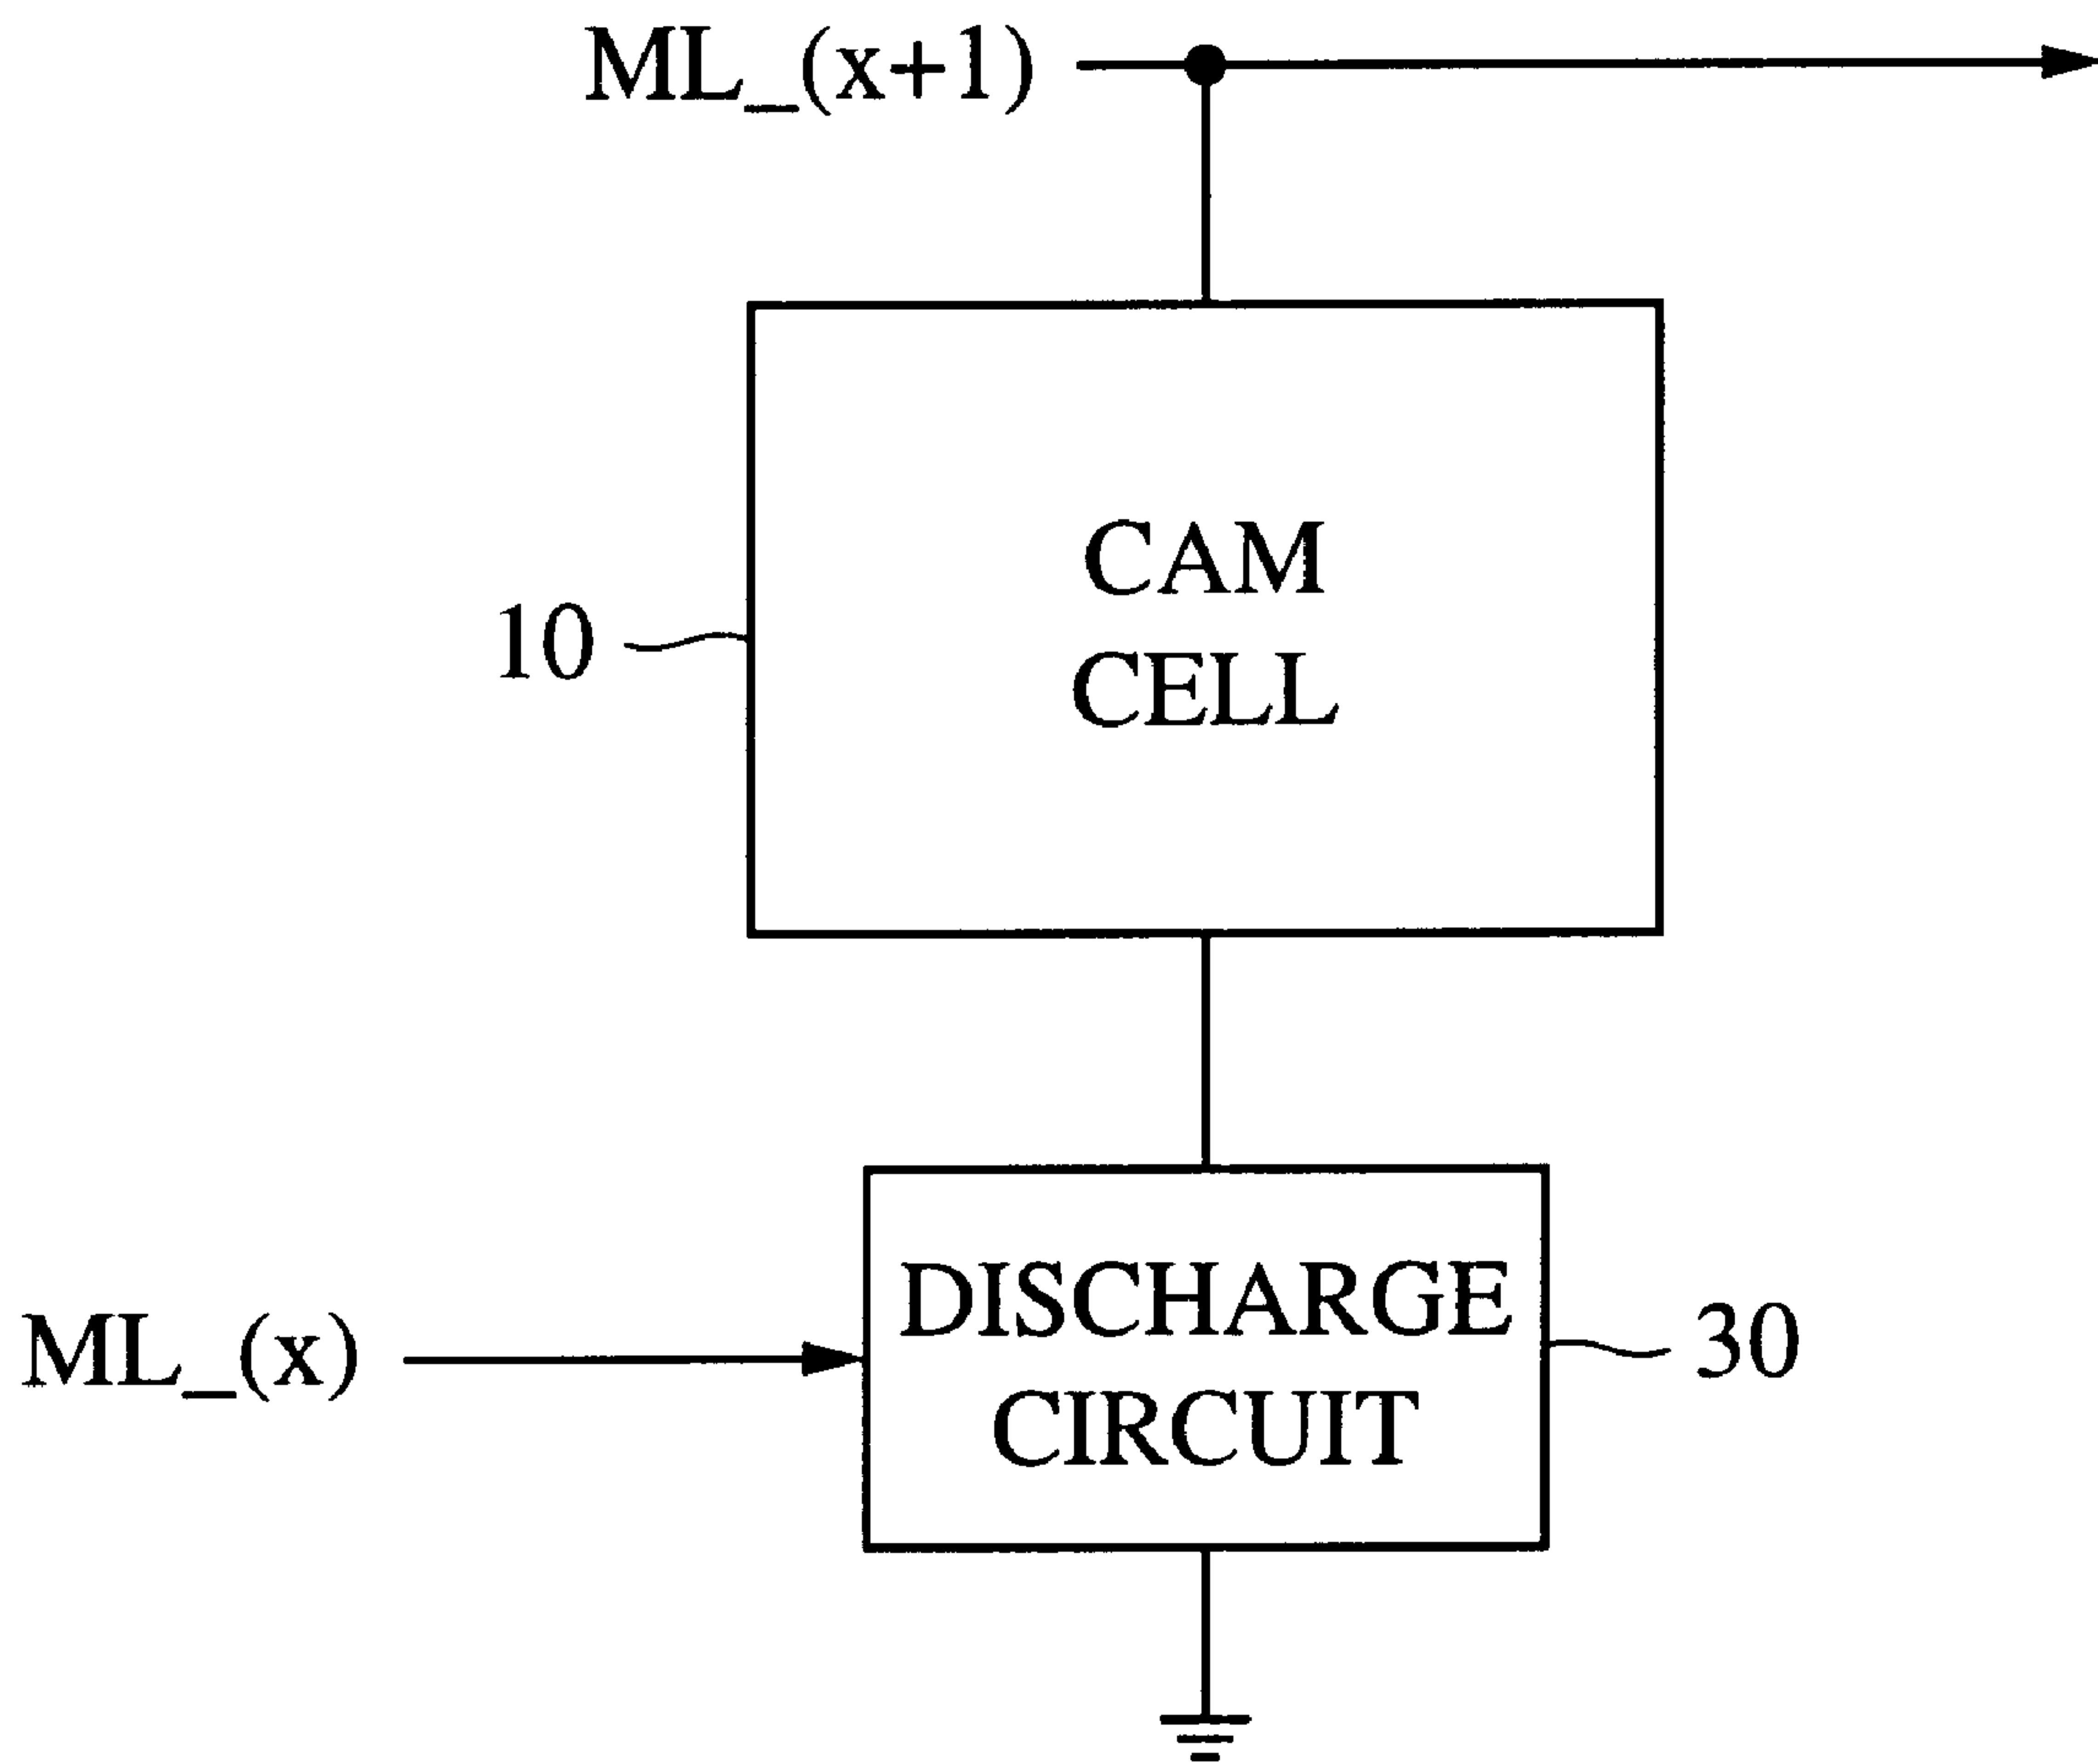 ML_(x+1)
CAM
CELL
10
DISCHARGE
CIRCUIT
ML_(x)
30